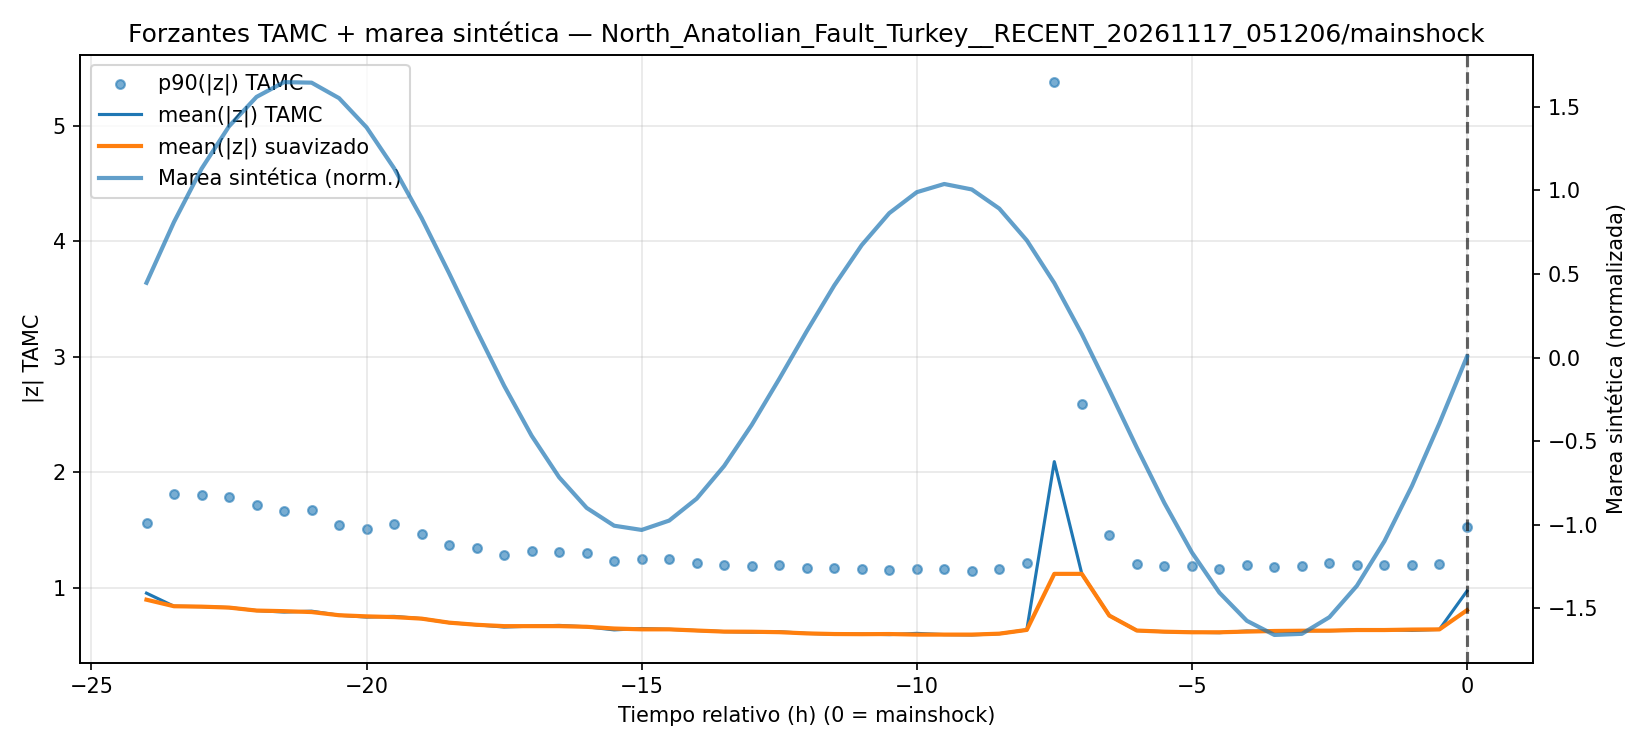 Forzantes TAMC + marea sintética — North_Anatolian_Fault_Turkey__RECENT_20261117_051206/mainshock
p90(|z|) TAMC
mean(|z|) TAMC
mean(|z|) suavizado
Marea sintética (norm.)
|z| TAMC
5
4
3
2
1
1.5
1.0
0.5
0.0
−0.5
−1.0
−1.5
Marea sintética (normalizada)
−25
−20
−15
−10
−5
0
Tiempo relativo (h) (0 = mainshock)